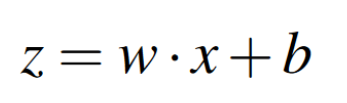 z = w · x + b